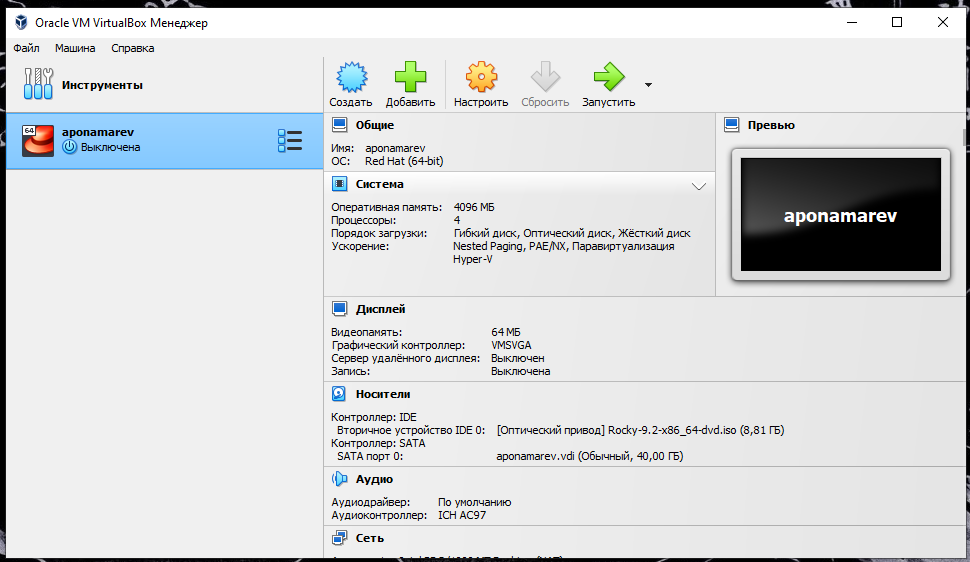 Oracle VM VirtualBox Менеджер
Файл Машина Справка
Инструменты
Создать Добавить Настроить Сбросить Запустить
64
aponamarev
Выключена
Общие
Имя: aponamarev
ОС: Red Hat (64-bit)
Превью
aponamarev
Система
Оперативная память: 4096 МБ
Процессоры: 4
Порядок загрузки: Гибкий диск, Оптический диск, Жёсткий диск
Ускорение: Nested Paging, PAE/NX, Паравиртуализация
Hyper-V
Дисплей
Видеопамять: 64 МБ
Графический контроллер: VMSVGA
Сервер удалённого дисплея: Выключен
Запись: Выключена
Носители
Контроллер: IDE
Вторичное устройство IDE 0: [Оптический привод] Rocky-9.2-x86_64-dvd.iso (8,81 ГБ)
Контроллер: SATA
SATA порт 0: aponamarev.vdi (Обычный, 40,00 ГБ)
Аудио
Аудиодрайвер: По умолчанию
Аудиоконтроллер: ICH AC97
Сеть